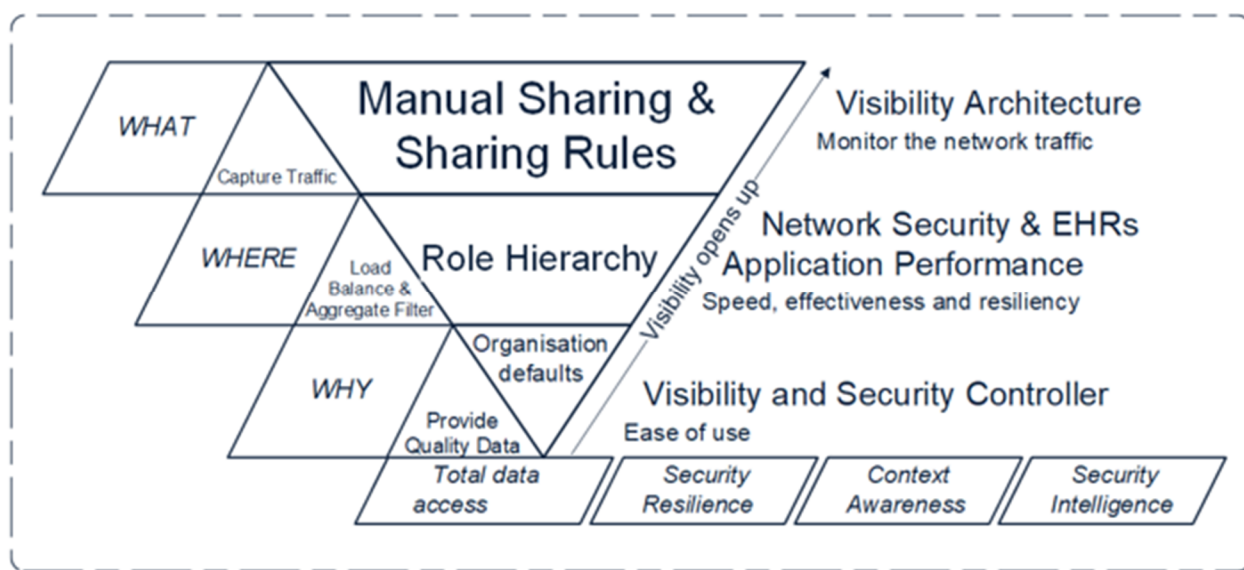 WHAT
Capture Traffic
Manual Sharing &
Sharing Rules
Visibility Architecture
Monitor the network traffic
WHERE
Load
Balance &
Aggregate Filter
Role Hierarchy
Visibility opens up
Network Security & EHRs
Application Performance
Speed, effectiveness and resiliency
WHY
Provide
Quality Data
Organisation
defaults
Visibility and Security Controller
Ease of use
Total data
access
Security
Resilience
Context
Awareness
Security
Intelligence